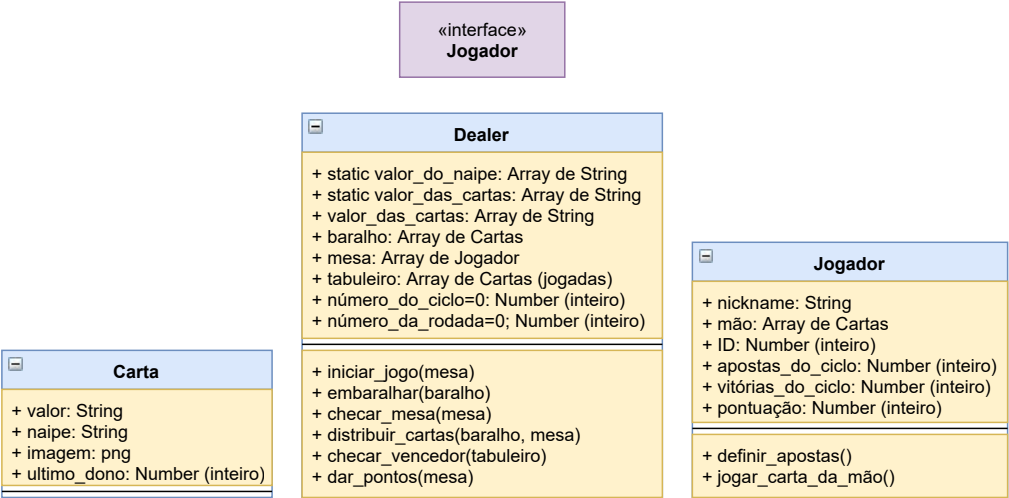 «interface»
Jogador
Dealer
+ static valor_do_naipe: Array de String
+ static valor_das_cartas: Array de String
+ valor_das_cartas: Array de String
+ baralho: Array de Cartas
+ mesa: Array de Jogador
+ tabuleiro: Array de Cartas (jogadas)
+ número_do_ciclo=0: Number (inteiro)
+ número_da_rodada=0; Number (inteiro)
+ iniciar_jogo(mesa)
+ embaralhar(baralho)
+ checar_mesa(mesa)
+ distribuir_cartas(baralho, mesa)
+ checar_vencedor(tabuleiro)
+ dar_pontos(mesa)
Jogador
+ nickname: String
+ mão: Array de Cartas
+ ID: Number (inteiro)
+ apostas_do_ciclo: Number (inteiro)
+ vitórias_do_ciclo: Number (inteiro)
+ pontuação: Number (inteiro)
+ definir_apostas()
+ jogar_carta_da_mão()
Carta
+ valor: String
+ naipe: String
+ imagem: png
+ ultimo_dono: Number (inteiro)